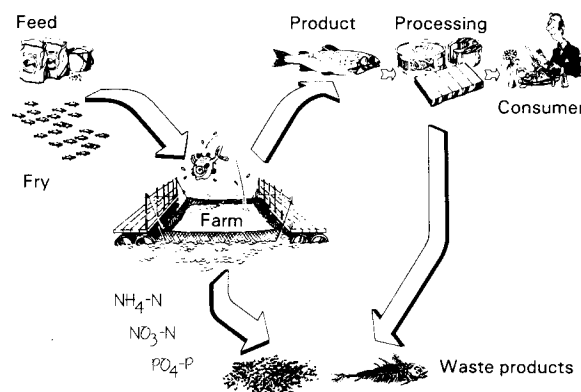 Feed
Product
Processing
Consumer
Fry
Farm
NH4-N
NO3-N
PO4-P
Waste products